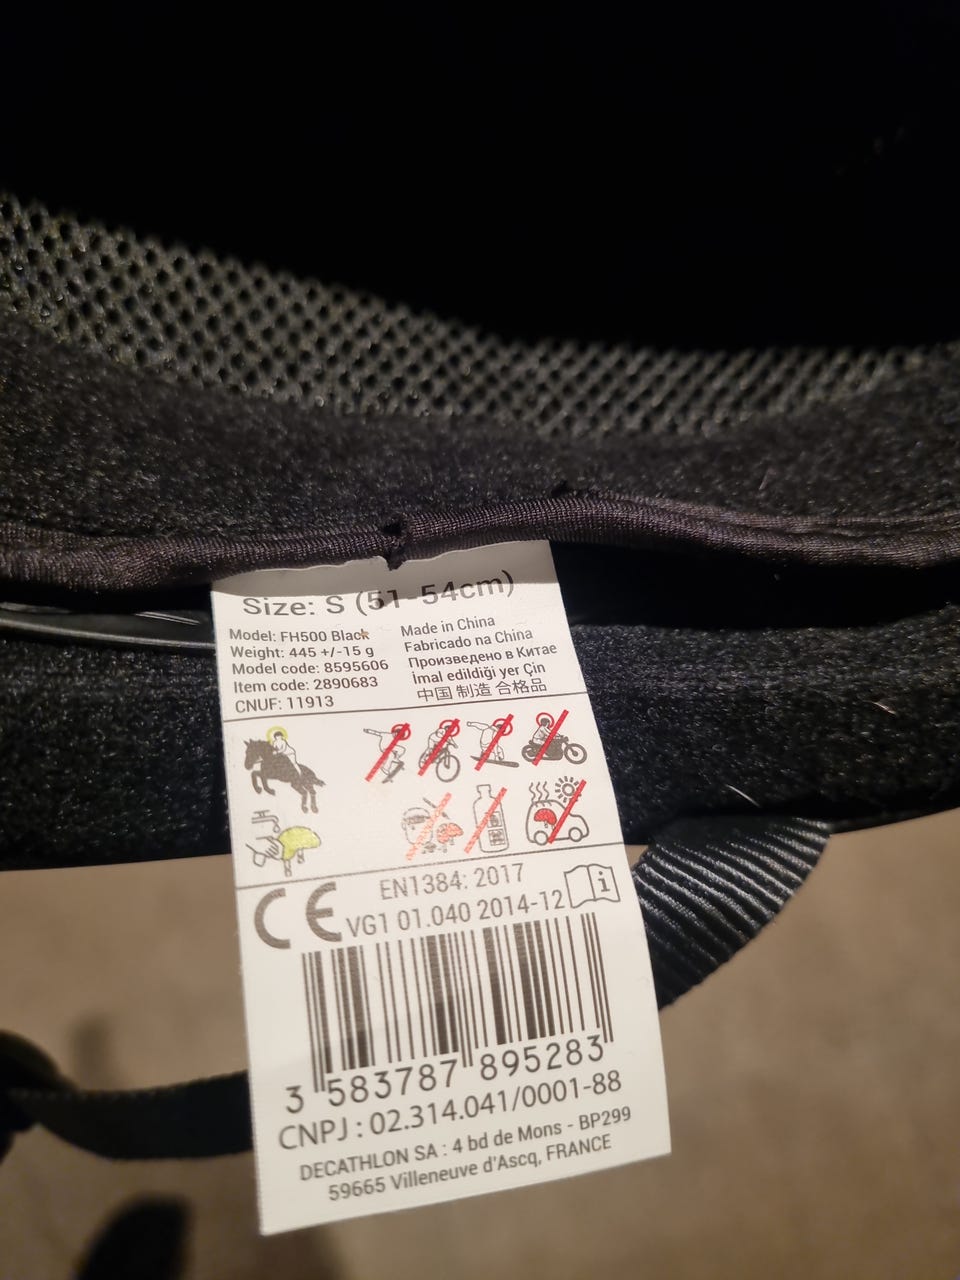 Size: S (51-54cm)
Model: FH500 Black
Weight: 445 +/-15 g
Model code: 8595606
Item code: 2890683
CNUF: 11913
Made in China
Fabricado na China
Произведено в Китае
İmal edildiği yer Çin
中国 制造 合格品
EN1384: 2017
VG1 01.040 2014-12
CE
3 583787 895283
CNPJ : 02.314.041/0001-88
DECATHLON SA : 4 bd de Mons - BP299
59665 Villeneuve d'Ascq, FRANCE